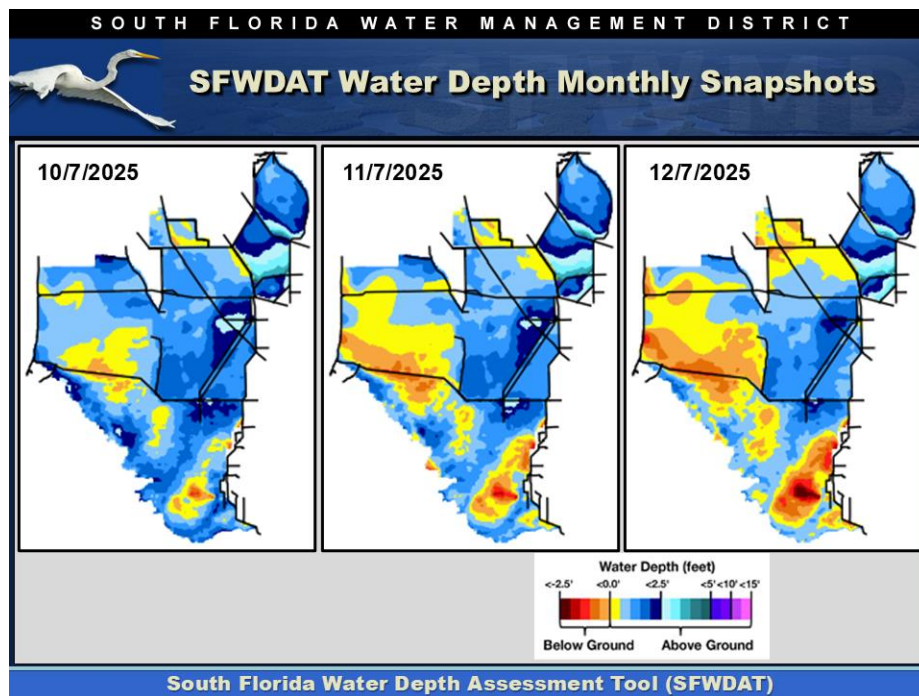 SOUTH FLORIDA WATER MANAGEMENT DISTRICT
SFWDAT Water Depth Monthly Snapshots
10/7/2025
11/7/2025
12/7/2025
Water Depth (feet)
<-2.5' <0.0' <2.5' <5' <10' <15'
Below Ground Above Ground
South Florida Water Depth Assessment Tool (SFWDAT)